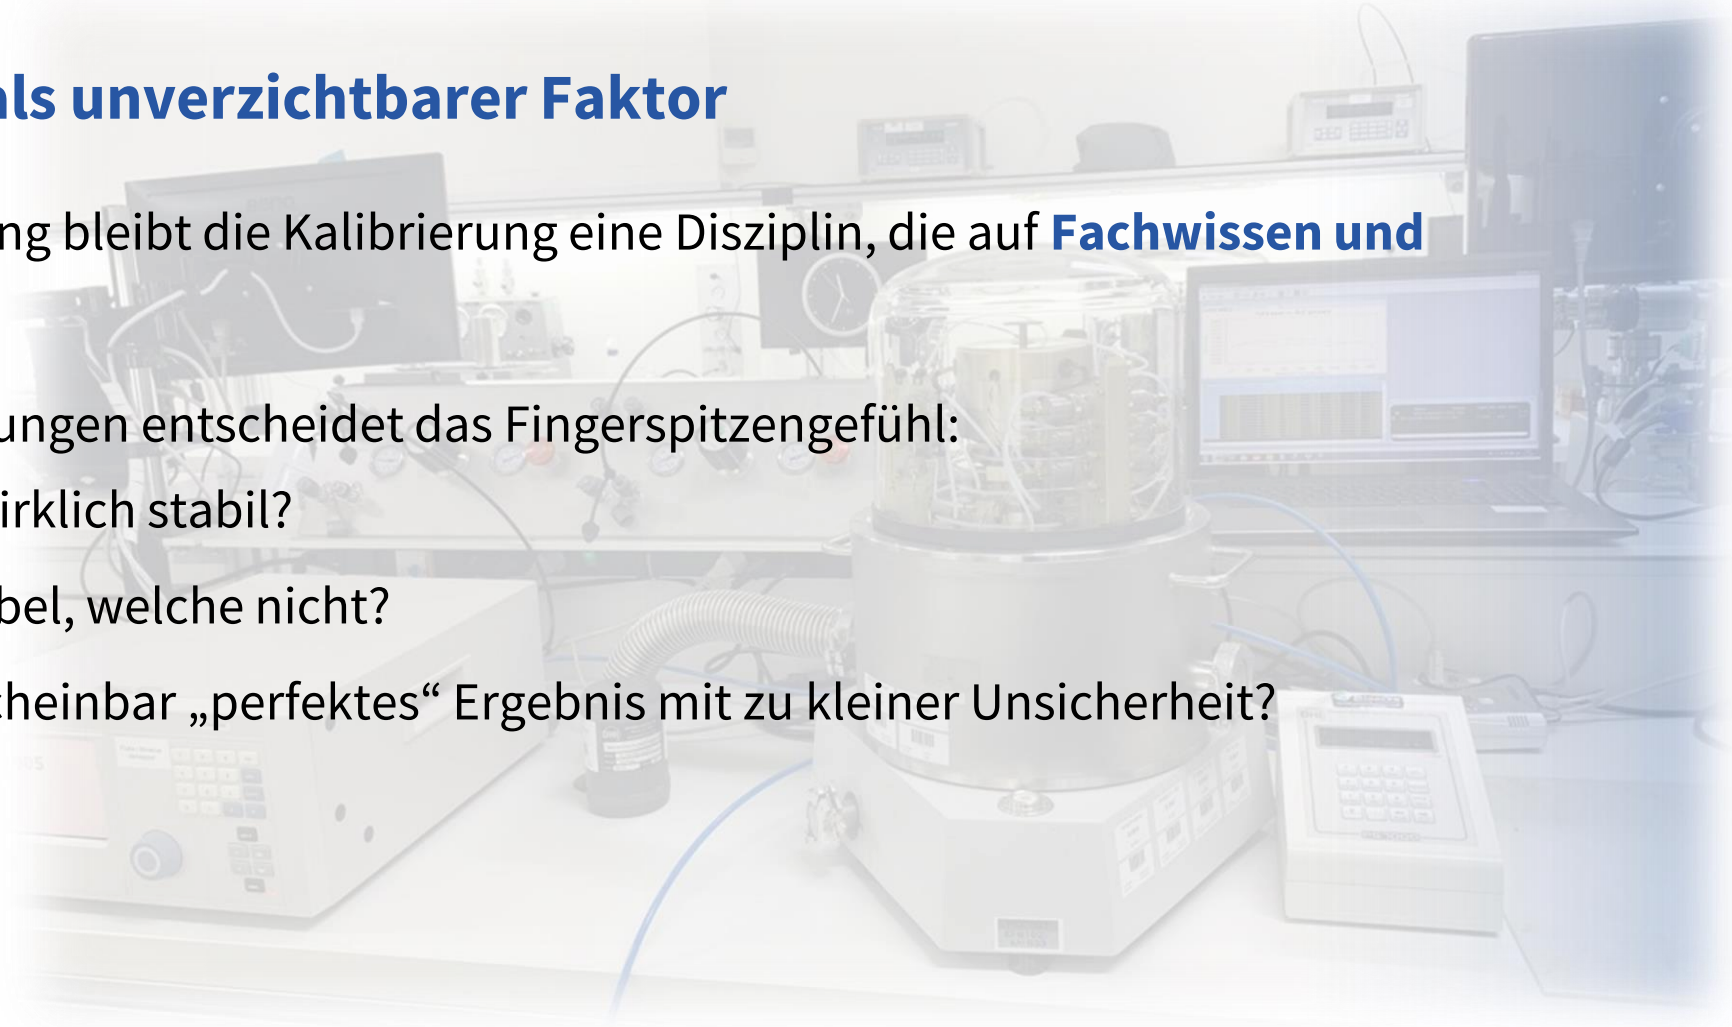 als unverzichtbarer Faktor
ng bleibt die Kalibrierung eine Disziplin, die auf Fachwissen und
ungen entscheidet das Fingerspitzengefühl:
irklich stabil?
bel, welche nicht?
cheinbar „perfektes“ Ergebnis mit zu kleiner Unsicherheit?